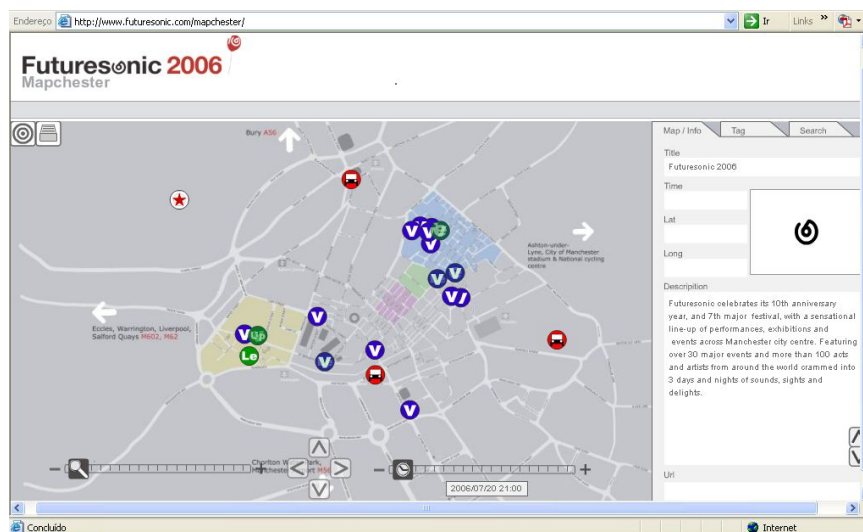 Endereço http://www.futuresonic.com/mapchester/ Ir Links »
Futuresonic 2006
Mapchester
Bury A56
Map / Info Tag Search
Title
Futuresonic 2006
Time
Lat
Long
Ashton-under-
Lyne, City of Manchester
stadium & National cycling
centre
Eccles, Warrington, Liverpool,
Salford Quays M602, M62
V V V V
V V
V V
V
V Up
Le
V
V
V
Description
Futuresonic celebrates its 10th anniversary
year, and 7th major festival, with a sensational
line-up of performances, exhibitions and
events across Manchester city centre. Featuring
over 30 major events and more than 100 acts
and artists from around the world crammed into
3 days and nights of sounds, sights and
delights.
Chorlton
M56
2006/07/20 21:00
Url
Concluído Internet